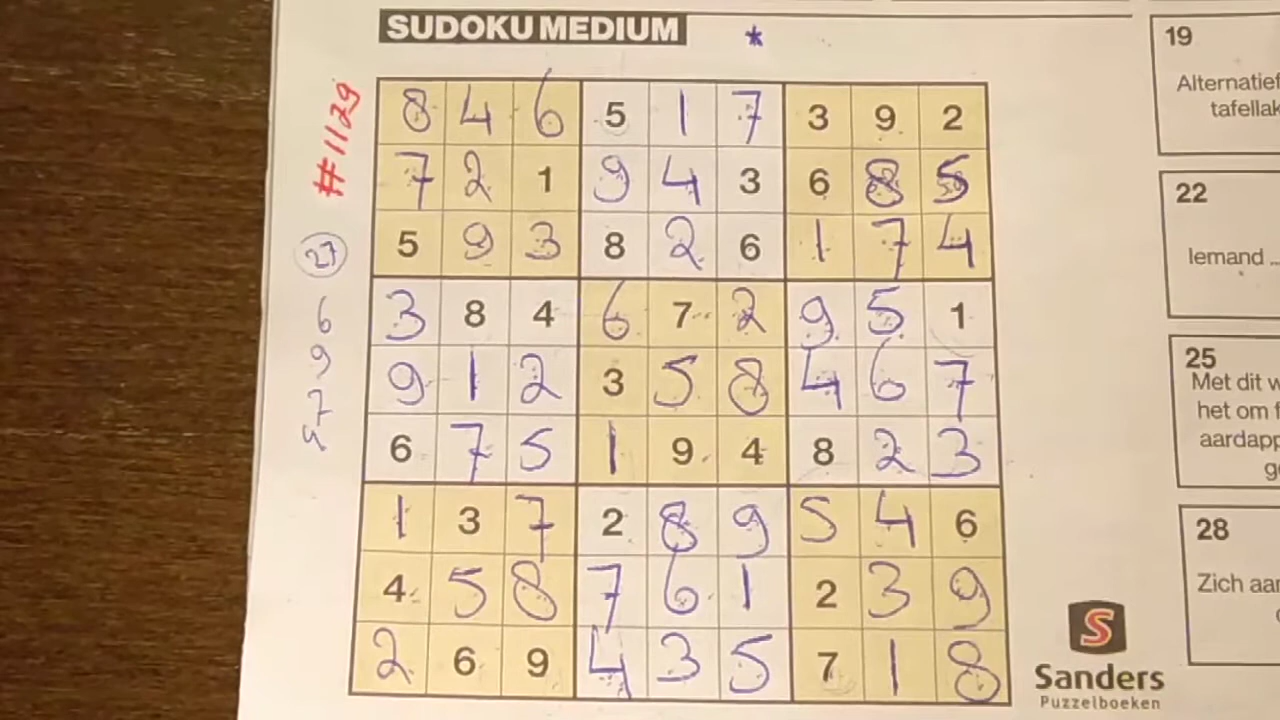 SUDOKU MEDIUM *
#1129
27
6
9
7
5
8 4 6 5 1 7 3 9 2
7 2 1 9 4 3 6 8 5
5 9 3 8 2 6 1 7 4
3 8 4 6 7 2 9 5 1
9 1 2 3 5 8 4 6 7
6 7 5 1 9 4 8 2 3
1 3 7 2 8 9 5 4 6
4 5 8 7 6 1 2 3 9
2 6 9 4 3 5 7 1 8
19
Alternatief
tafellak
22
Iemand ...
25
Met dit w
het om f
aardapp
g
28
Zich aar
S
Sanders
Puzzelboeken